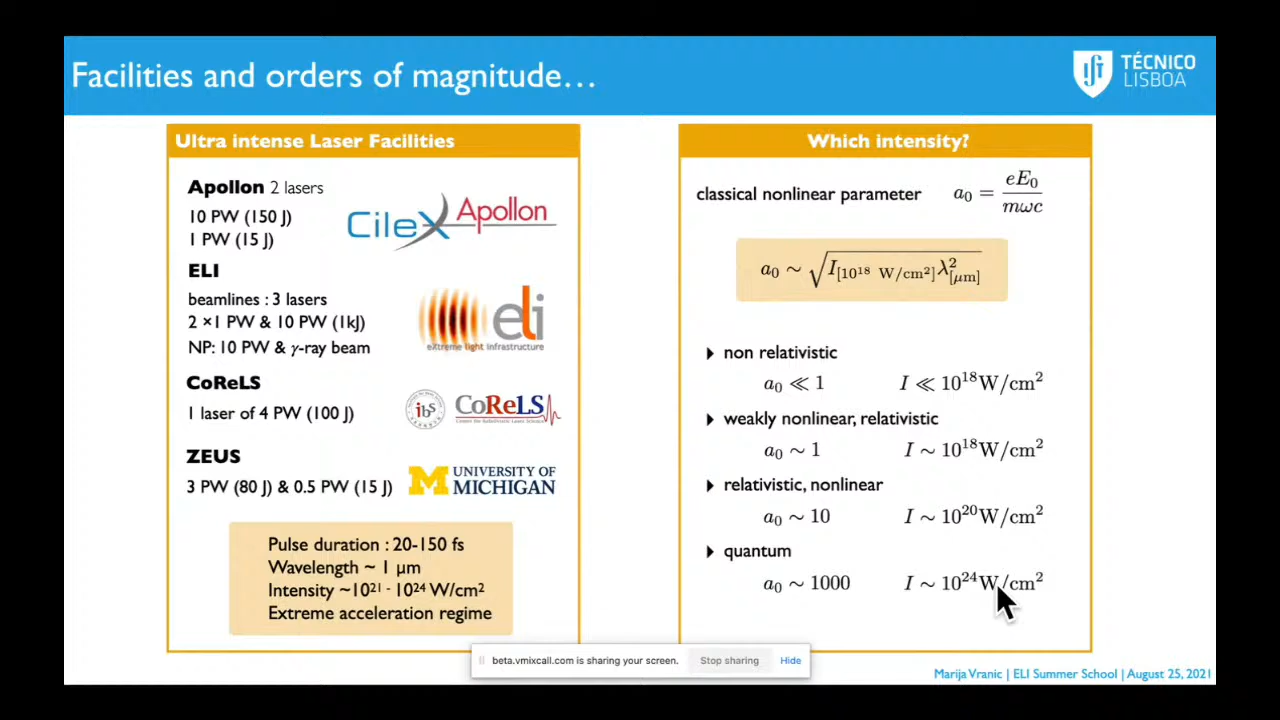 Facilities and orders of magnitude…
TÉCNICO
LISBOA
Ultra intense Laser Facilities
Apollon 2 lasers
10 PW (150 J)
1 PW (15 J)
Cilex Apollon
ELI
beamlines : 3 lasers
2 ×1 PW & 10 PW (1kJ)
NP: 10 PW & γ-ray beam
eli
eXtreme light infrastructure
CoReLS
1 laser of 4 PW (100 J)
ibs
CoReLS
Center for Relativistic Laser Science
ZEUS
3 PW (80 J) & 0.5 PW (15 J)
M UNIVERSITY OF
MICHIGAN
Pulse duration : 20-150 fs
Wavelength ~ 1 μm
Intensity ~10²¹ - 10²⁴ W/cm²
Extreme acceleration regime
Which intensity?
classical nonlinear parameter a₀ = eE₀/mωc
a₀ ∼ √(I[10¹⁸ W/cm²] λ²[μm])
non relativistic
a₀ ≪ 1 I ≪ 10¹⁸W/cm²
weakly nonlinear, relativistic
a₀ ∼ 1 I ∼ 10¹⁸W/cm²
relativistic, nonlinear
a₀ ∼ 10 I ∼ 10²⁰W/cm²
quantum
a₀ ∼ 1000 I ∼ 10²⁴W/cm²
beta.vmixcall.com is sharing your screen. Stop sharing Hide
Marija Vranic | ELI Summer School | August 25, 2021